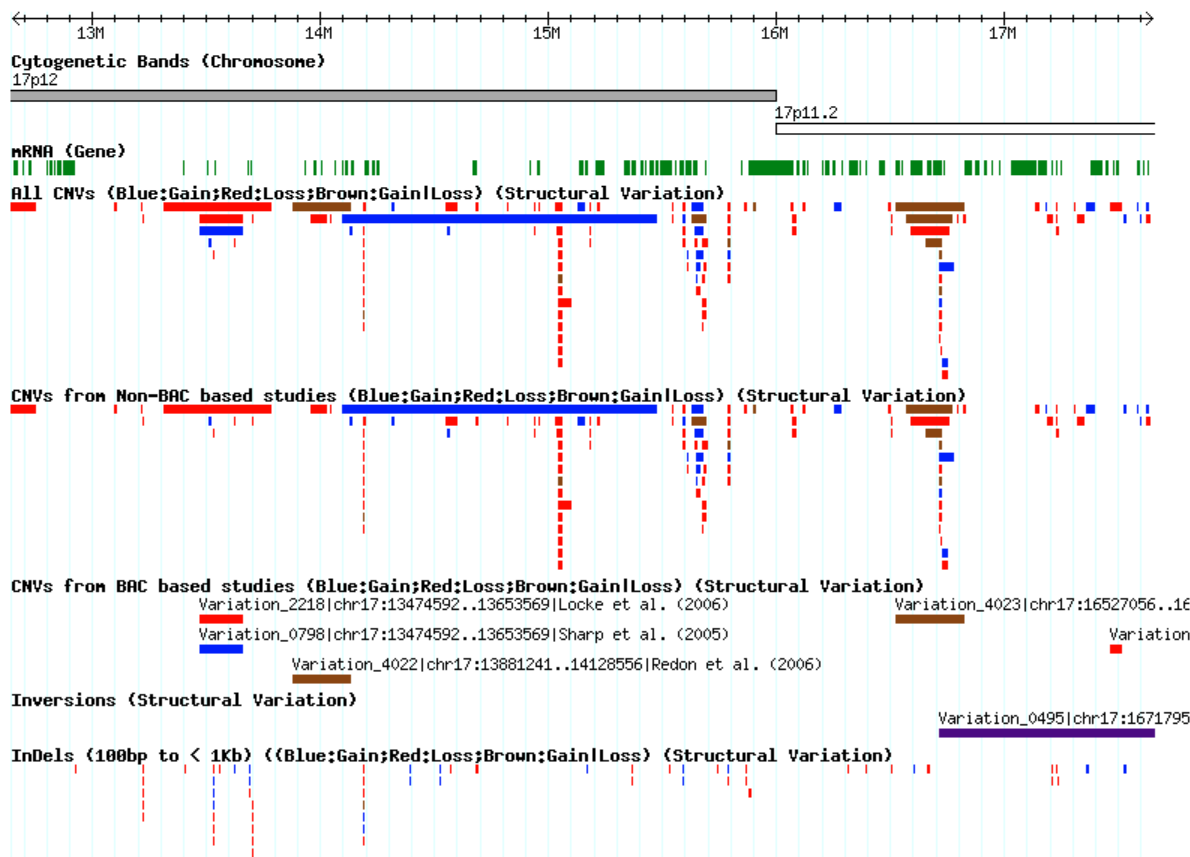 13M 14M 15M 16M 17M
Cytogenetic Bands (Chromosome)
17p12
17p11.2
mRNA (Gene)
All CNVs (Blue:Gain;Red:Loss;Brown:Gain|Loss) (Structural Variation)
CNVs from Non-BAC based studies (Blue:Gain;Red:Loss;Brown:Gain|Loss) (Structural Variation)
CNVs from BAC based studies (Blue:Gain;Red:Loss;Brown:Gain|Loss) (Structural Variation)
Variation_2218|chr17:13474592..13653569|Locke et al. (2006) Variation_4023|chr17:16527056..16
Variation_0798|chr17:13474592..13653569|Sharp et al. (2005) Variation
Variation_4022|chr17:13881241..14128556|Redon et al. (2006)
Inversions (Structural Variation)
Variation_0495|chr17:1671795
InDels (100bp to < 1Kb) ((Blue:Gain;Red:Loss;Brown:Gain|Loss) (Structural Variation)